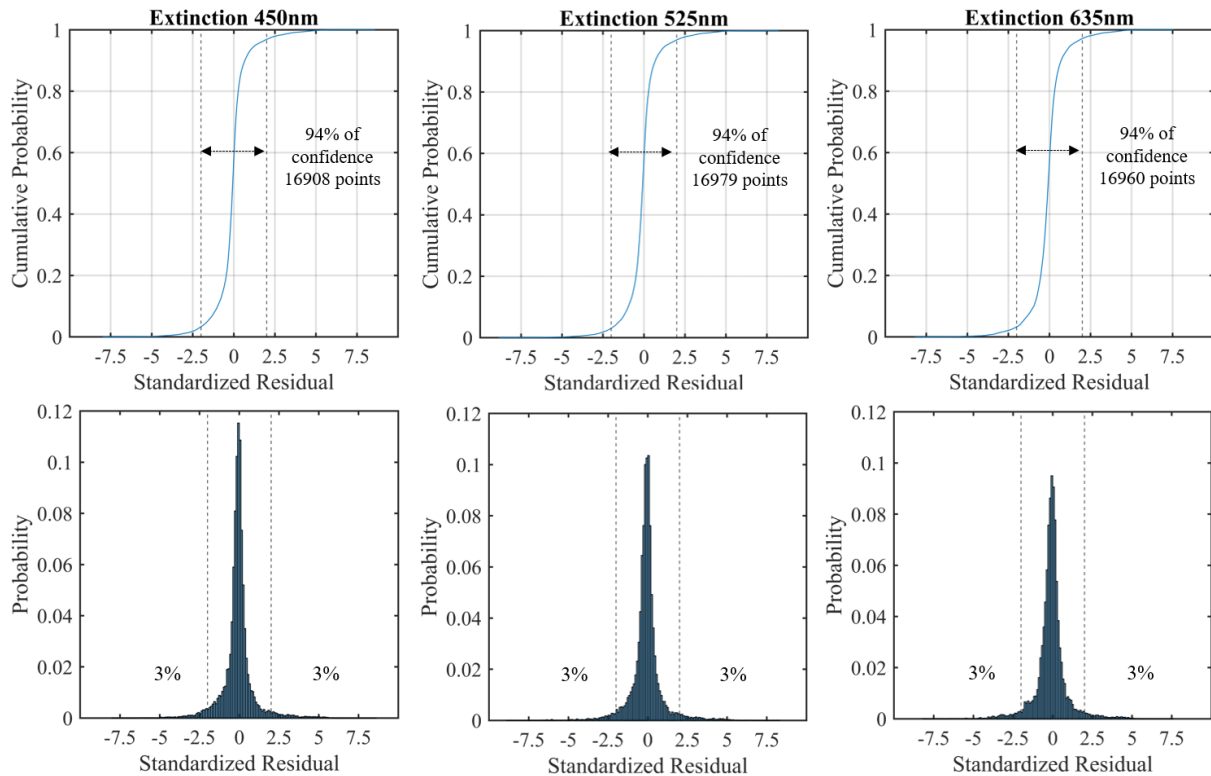 Extinction 450nm
Cumulative Probability
1
0.8
0.6
0.4
0.2
0
94% of
confidence
16908 points
-7.5 -5 -2.5 0 2.5 5 7.5
Standardized Residual
Extinction 525nm
Cumulative Probability
1
0.8
0.6
0.4
0.2
0
94% of
confidence
16979 points
-7.5 -5 -2.5 0 2.5 5 7.5
Standardized Residual
Extinction 635nm
Cumulative Probability
1
0.8
0.6
0.4
0.2
0
94% of
confidence
16960 points
-7.5 -5 -2.5 0 2.5 5 7.5
Standardized Residual
Probability
0.12
0.1
0.08
0.06
0.04
0.02
0
3% 3%
-7.5 -5 -2.5 0 2.5 5 7.5
Standardized Residual
Probability
0.12
0.1
0.08
0.06
0.04
0.02
0
3% 3%
-7.5 -5 -2.5 0 2.5 5 7.5
Standardized Residual
Probability
0.12
0.1
0.08
0.06
0.04
0.02
0
3% 3%
-7.5 -5 -2.5 0 2.5 5 7.5
Standardized Residual